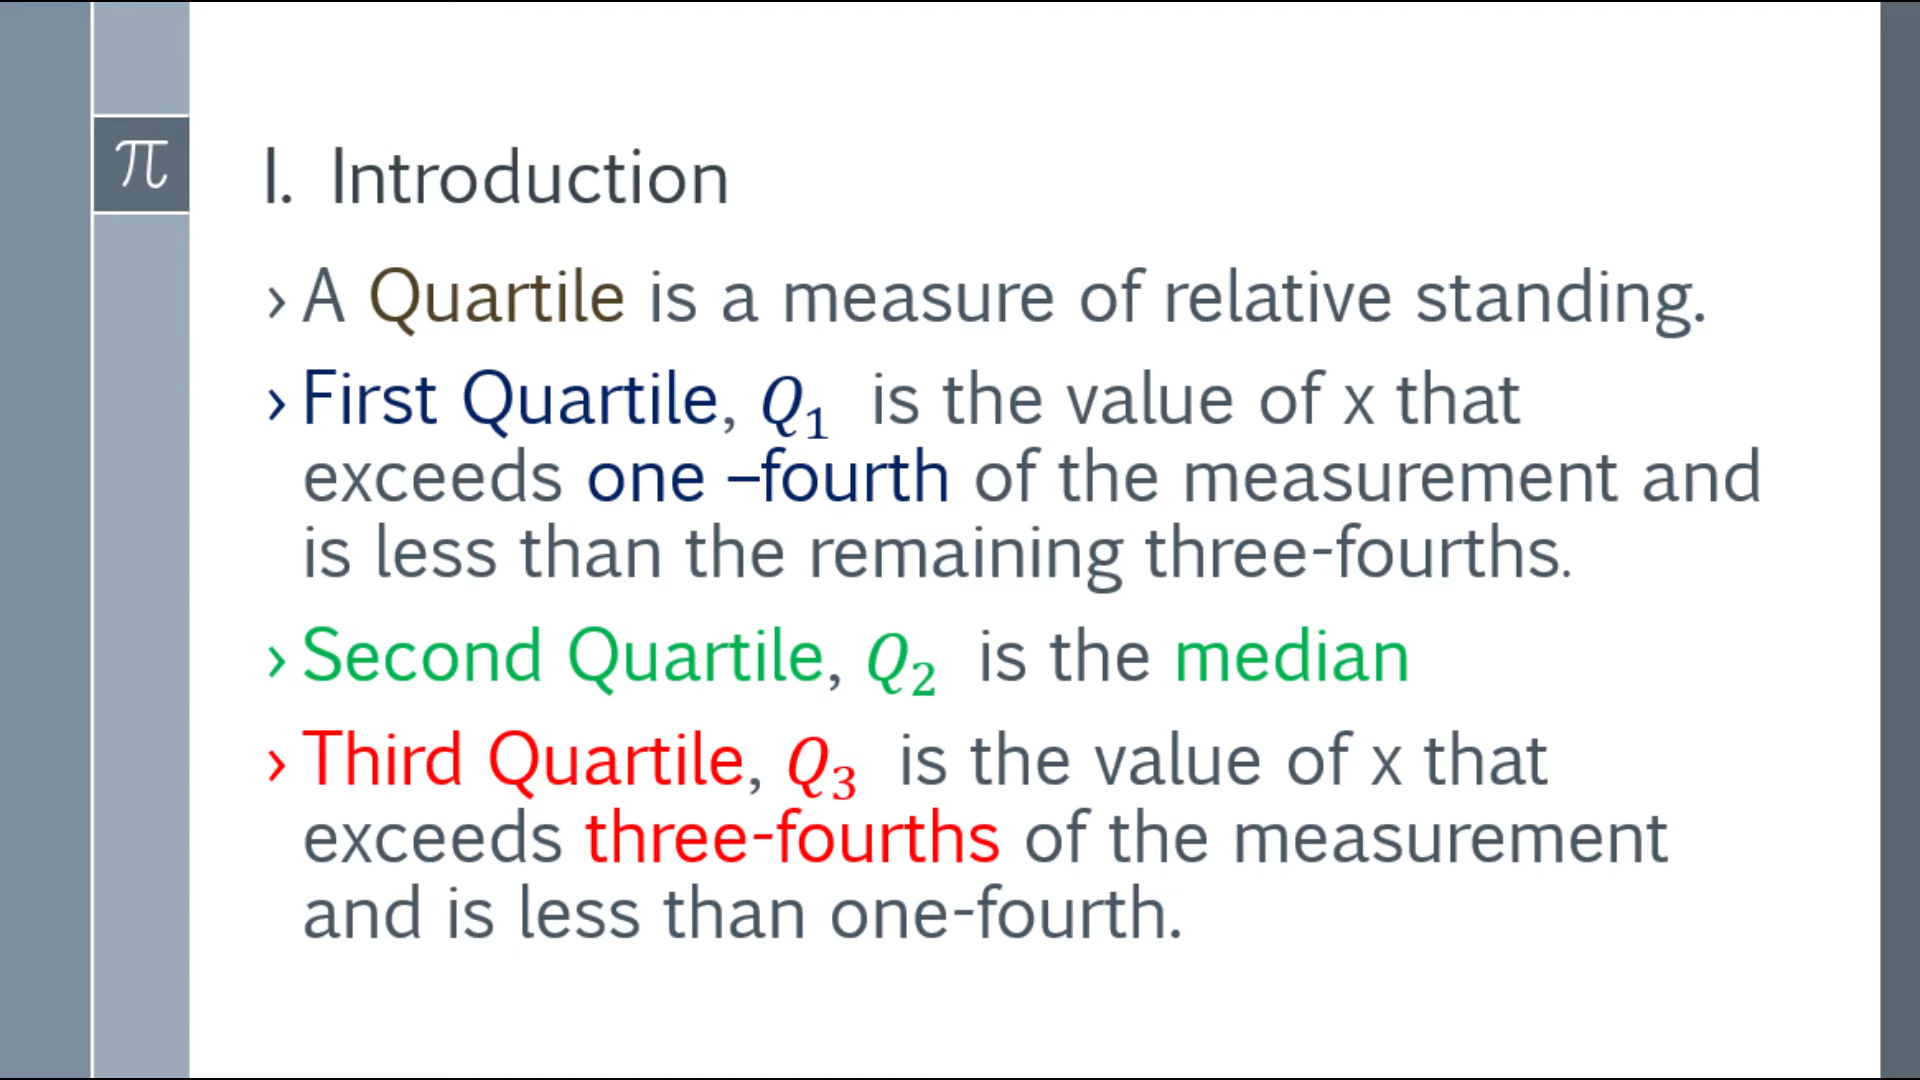 π
I. Introduction
› A Quartile is a measure of relative standing.
› First Quartile, Q₁ is the value of x that
exceeds one –fourth of the measurement and
is less than the remaining three-fourths.
› Second Quartile, Q₂ is the median
› Third Quartile, Q₃ is the value of x that
exceeds three-fourths of the measurement
and is less than one-fourth.